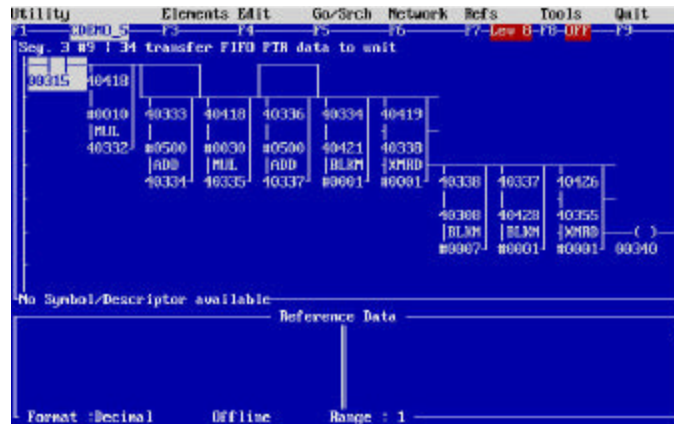 Utility Elements Edit Go/Srch Network Refs Tools Quit
F1 CDEMO_S F3 F4 F5 F6 F7-Lev 8-F8-OFF F9
Seg. 3 #9 / 34 transfer FIFO PTR data to unit
00315 40418
#0010 40333 40418 40336 40334 40419
MUL
40332 #0500 #0030 #0500 40421 40338
ADD MUL ADD BLKM XMRD
40334 40335 40337 #0001 #0001 40338 40337 40426
40308 40428 40355
BLKM BLKM XMRD ( )
#0007 #0001 #0001 00340
No Symbol/Descriptor available
Reference Data
Format :Decimal Offline Range : 1